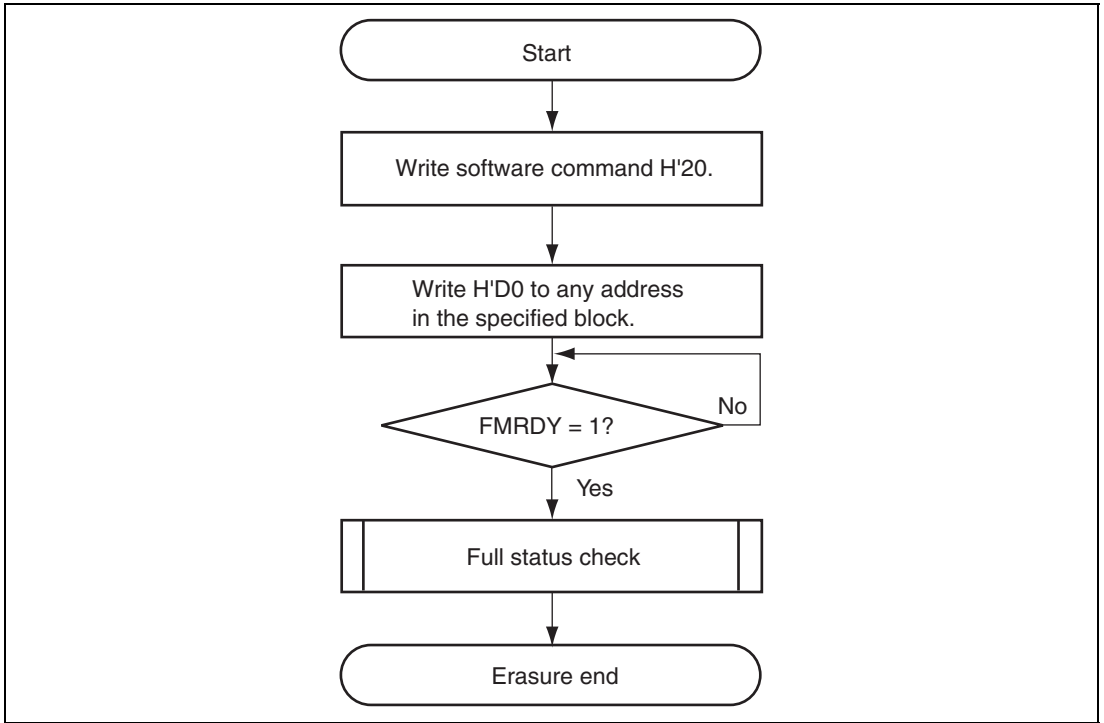 Start
Write software command H'20.
Write H'D0 to any address
in the specified block.
No
FMRDY = 1?
Yes
Full status check
Erasure end